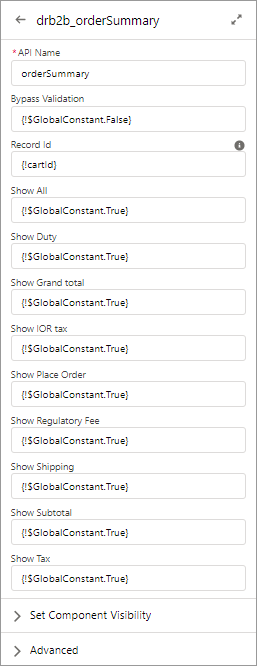 drb2b_orderSummary
* API Name
orderSummary
Bypass Validation
{!$GlobalConstant.False}
Record Id
{!cartId}
Show All
{!$GlobalConstant.True}
Show Duty
{!$GlobalConstant.True}
Show Grand total
{!$GlobalConstant.True}
Show IOR tax
{!$GlobalConstant.True}
Show Place Order
{!$GlobalConstant.True}
Show Regulatory Fee
{!$GlobalConstant.True}
Show Shipping
{!$GlobalConstant.True}
Show Subtotal
{!$GlobalConstant.True}
Show Tax
{!$GlobalConstant.True}
Set Component Visibility
Advanced